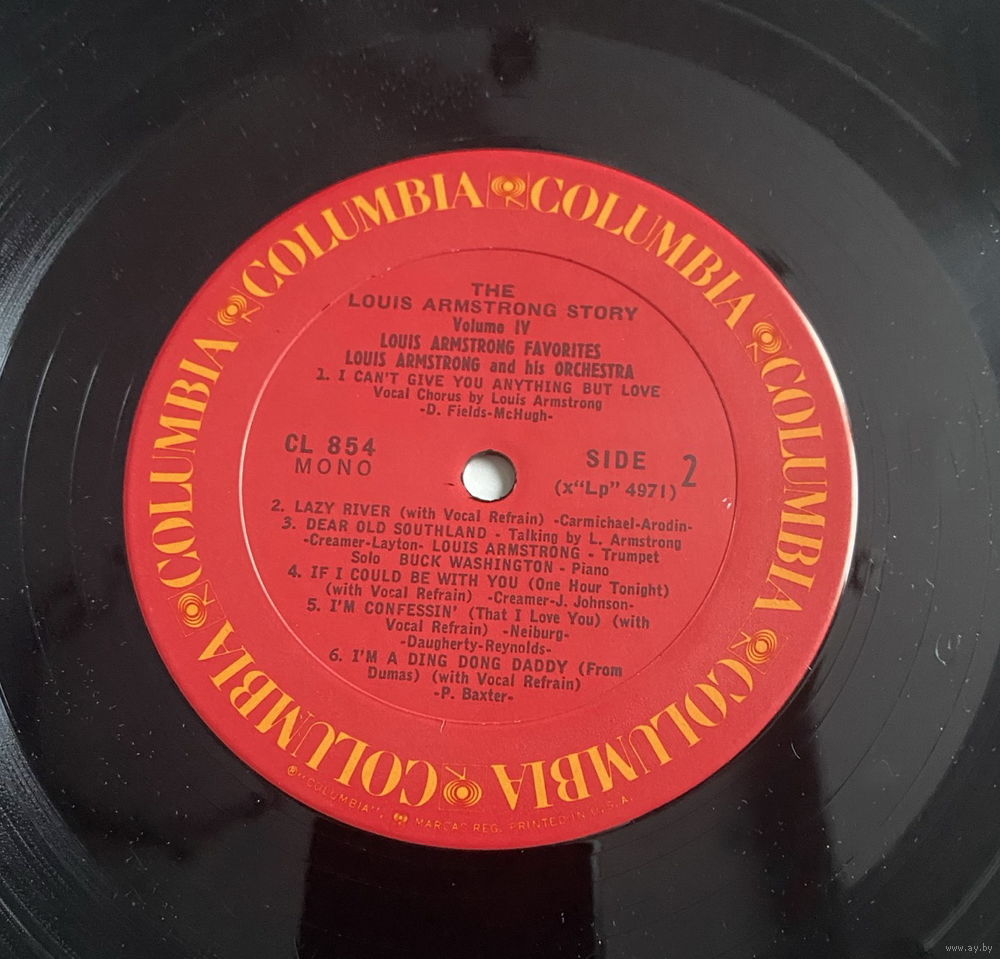 COLUMBIA COLUMBIA COLUMBIA COLUMBIA COLUMBIA COLUMBIA COLUMBIA COLUMBIA
THE
LOUIS ARMSTRONG STORY
Volume IV
LOUIS ARMSTRONG FAVORITES
LOUIS ARMSTRONG and his ORCHESTRA
1. I CAN'T GIVE YOU ANYTHING BUT LOVE
Vocal Chorus by Louis Armstrong
-D. Fields-McHugh-
CL 854
MONO
SIDE 2
(x"Lp" 4971)
2. LAZY RIVER (with Vocal Refrain) -Carmichael-Arodin-
3. DEAR OLD SOUTHLAND - Talking by L. Armstrong
-Creamer-Layton- LOUIS ARMSTRONG - Trumpet
Solo BUCK WASHINGTON - Piano
4. IF I COULD BE WITH YOU (One Hour Tonight)
(with Vocal Refrain) -Creamer-J. Johnson-
5. I'M CONFESSIN' (That I Love You) (with
Vocal Refrain) -Neiburg-
-Daugherty-Reynolds-
6. I'M A DING DONG DADDY (From
Dumas) (with Vocal Refrain)
-P. Baxter-
® "COLUMBIA", MARCAS REG. PRINTED IN U.S.A.
www.ay.by